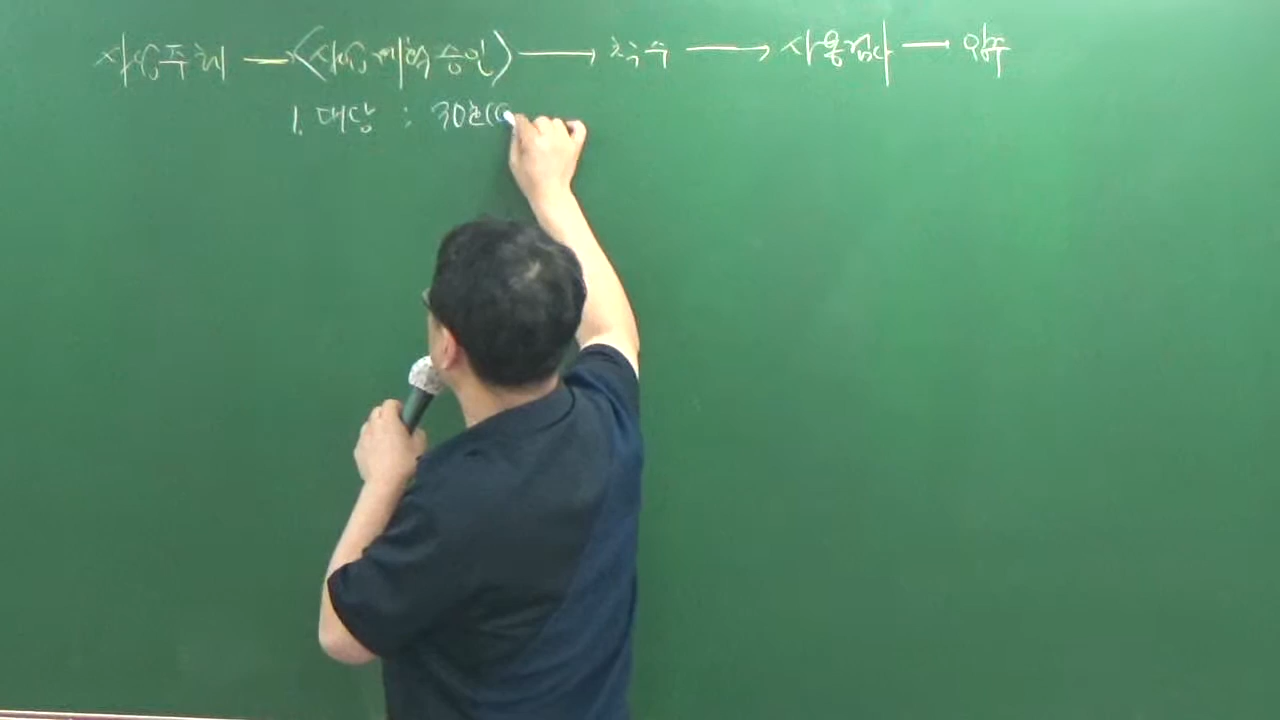 사업주체 → <사업계획승인> → 착수 → 사용검사 → 입주
1. 대상 : 30호(